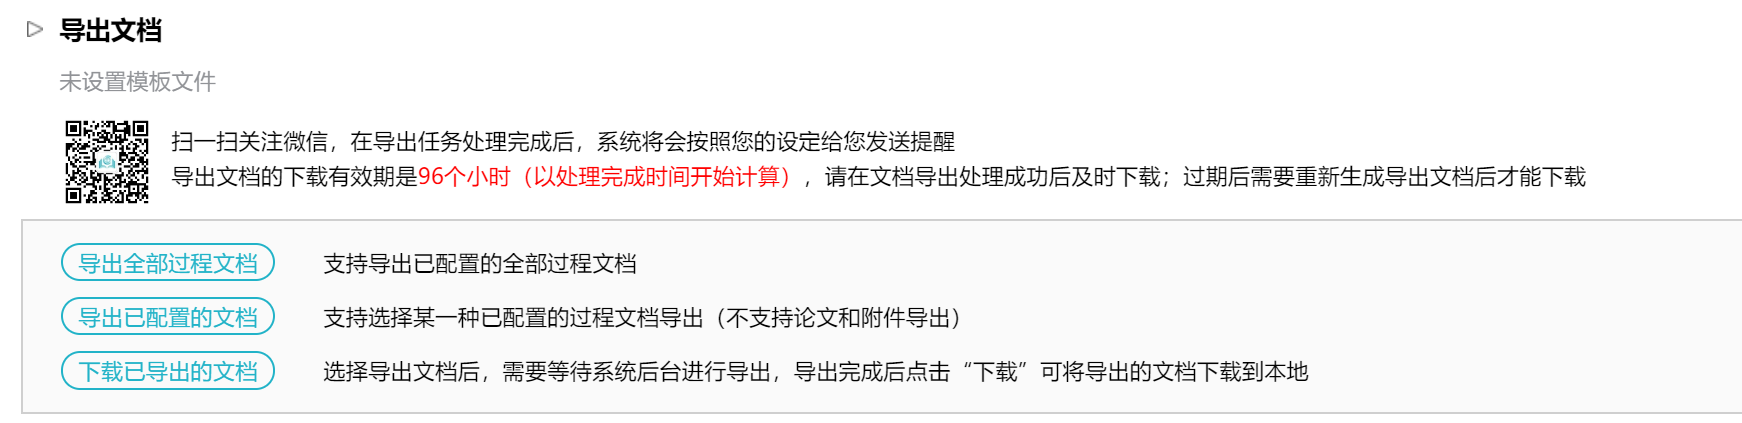 导出文档
未设置模板文件
扫一扫关注微信，在导出任务处理完成后，系统将会按照您的设定给您发送提醒
导出文档的下载有效期是96个小时（以处理完成时间开始计算），请在文档导出处理成功后及时下载；过期后需要重新生成导出文档后才能下载
导出全部过程文档 支持导出已配置的全部过程文档
导出已配置的文档 支持选择某一种已配置的过程文档导出（不支持论文和附件导出）
下载已导出的文档 选择导出文档后，需要等待系统后台进行导出，导出完成后点击“下载”可将导出的文档下载到本地